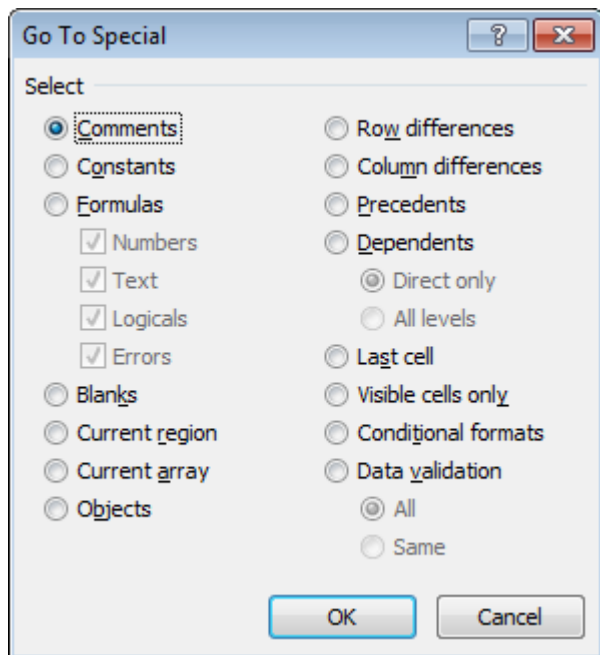 Go To Special
Select
Comments
Constants
Formulas
Numbers
Text
Logicals
Errors
Blanks
Current region
Current array
Objects
Row differences
Column differences
Precedents
Dependents
Direct only
All levels
Last cell
Visible cells only
Conditional formats
Data validation
All
Same
OK
Cancel